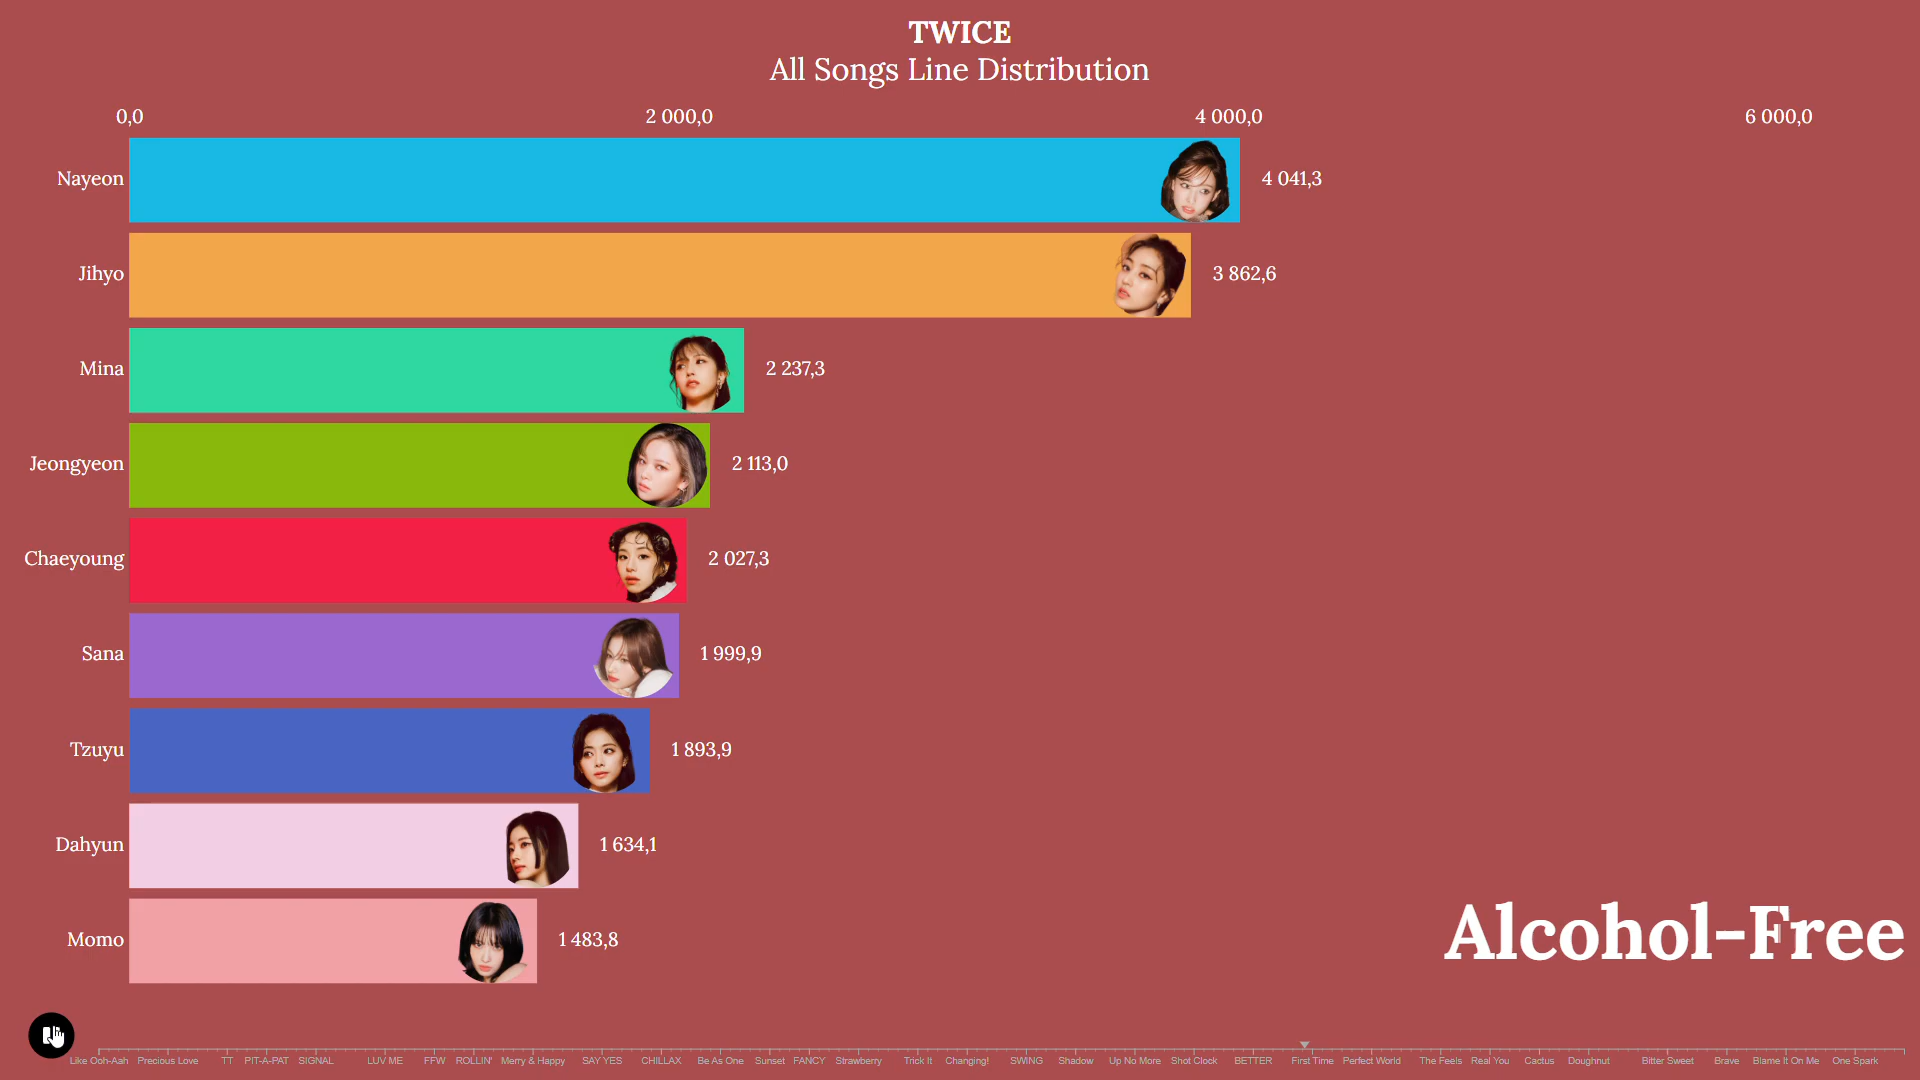 TWICE
All Songs Line Distribution
0,0 2 000,0 4 000,0 6 000,0
Nayeon 4 041,3
Jihyo 3 862,6
Mina 2 237,3
Jeongyeon 2 113,0
Chaeyoung 2 027,3
Sana 1 999,9
Tzuyu 1 893,9
Dahyun 1 634,1
Momo 1 483,8
Alcohol-Free
Like Ooh-Aah Precious Love TT PIT-A-PAT SIGNAL LUV ME FFW ROLLIN' Merry & Happy SAY YES CHILLAX Be As One Sunset FANCY Strawberry Trick It Changing! SWING Shadow Up No More Shot Clock BETTER First Time Perfect World The Feels Real You Cactus Doughnut Bitter Sweet Brave Blame It On Me One Spark